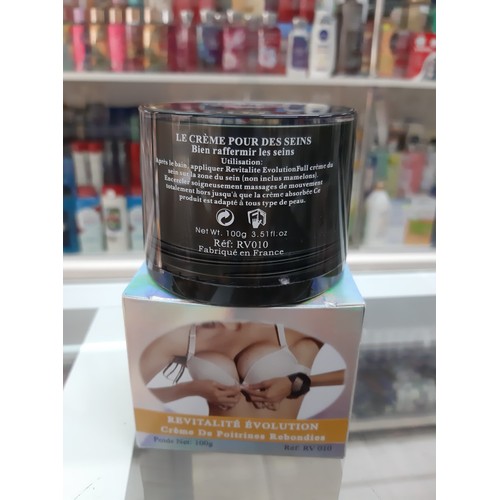 LE CRÈME POUR DES SEINS
Bien raffermir les seins
Utilisation:
Après le bain, appliquer Revitalite EvolutionFull crème du
sein sur la zone du sein (non inclus mamelons).
Encercler soigneusement massages de mouvement
totalement hors jusqu'à que la crème absorbée Ce
produit est adapté à tous type de peau.
Net Wt. 100g 3.51fl.oz
Réf: RV010
Fabriqué en France
REVITALITÉ ÉVOLUTION
Crème De Poitrines Rebondies
Poids Net: 100g Réf RV 010